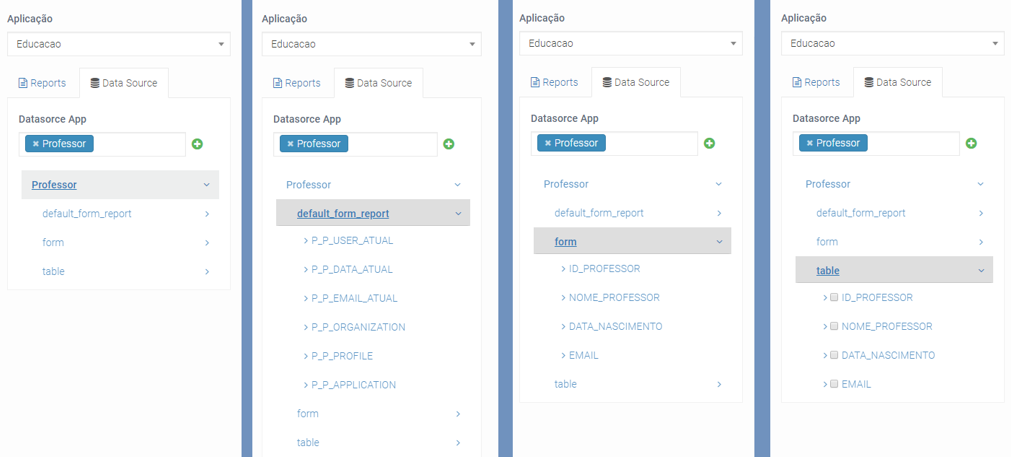 Aplicação
Educacao
Reports
Data Source
Datasorce App
× Professor
Professor
default_form_report
form
table
Aplicação
Educacao
Reports
Data Source
Datasorce App
× Professor
Professor
default_form_report
P_P_USER_ATUAL
P_P_DATA_ATUAL
P_P_EMAIL_ATUAL
P_P_ORGANIZATION
P_P_PROFILE
P_P_APPLICATION
form
table
Aplicação
Educacao
Reports
Data Source
Datasorce App
× Professor
Professor
default_form_report
form
ID_PROFESSOR
NOME_PROFESSOR
DATA_NASCIMENTO
EMAIL
table
Aplicação
Educacao
Reports
Data Source
Datasorce App
× Professor
Professor
default_form_report
form
table
ID_PROFESSOR
NOME_PROFESSOR
DATA_NASCIMENTO
EMAIL